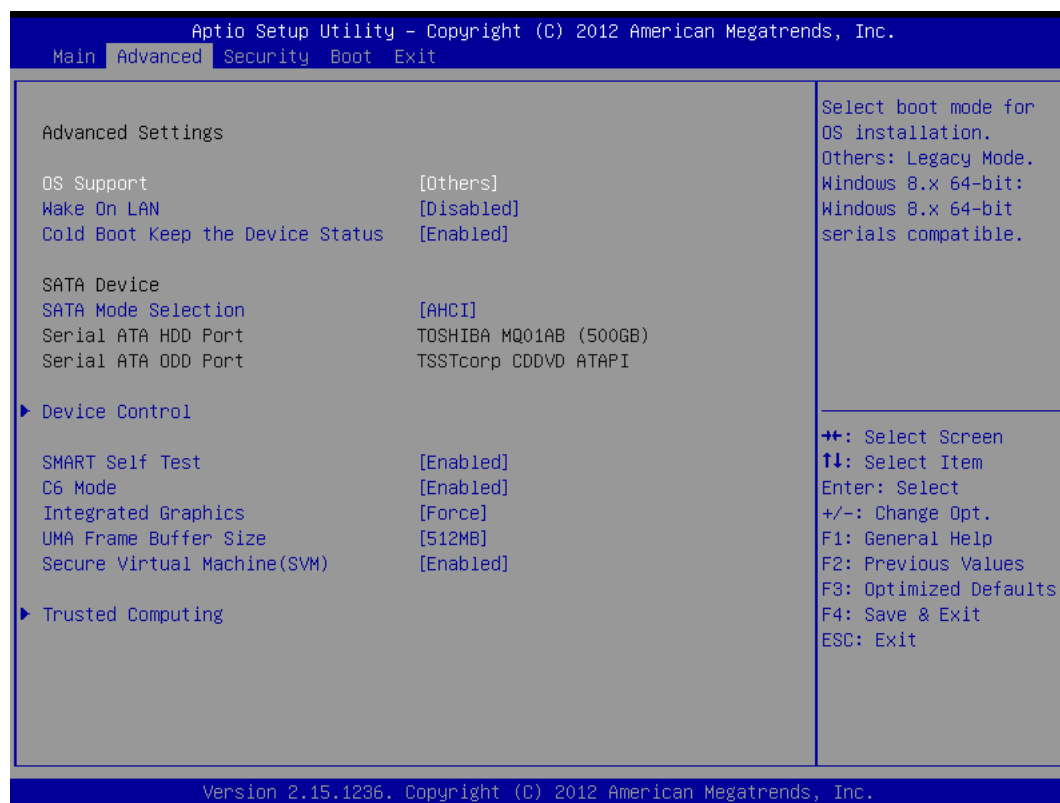 Aptio Setup Utility – Copyright (C) 2012 American Megatrends, Inc.
Main Advanced Security Boot Exit
Advanced Settings
OS Support [Others]
Wake On LAN [Disabled]
Cold Boot Keep the Device Status [Enabled]
SATA Device
SATA Mode Selection [AHCI]
Serial ATA HDD Port TOSHIBA MQ01AB (500GB)
Serial ATA ODD Port TSSTcorp CDDVD ATAPI
▶ Device Control
SMART Self Test [Enabled]
C6 Mode [Enabled]
Integrated Graphics [Force]
UMA Frame Buffer Size [512MB]
Secure Virtual Machine(SVM) [Enabled]
▶ Trusted Computing
Select boot mode for
OS installation.
Others: Legacy Mode.
Windows 8.x 64-bit:
Windows 8.x 64-bit
serials compatible.
→←: Select Screen
↑↓: Select Item
Enter: Select
+/-: Change Opt.
F1: General Help
F2: Previous Values
F3: Optimized Defaults
F4: Save & Exit
ESC: Exit
Version 2.15.1236. Copyright (C) 2012 American Megatrends, Inc.